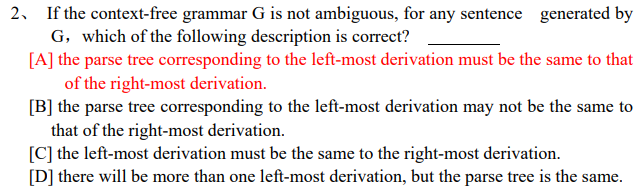 2、 If the context-free grammar G is not ambiguous, for any sentence generated by
G，which of the following description is correct? ________
[A] the parse tree corresponding to the left-most derivation must be the same to that
of the right-most derivation.
[B] the parse tree corresponding to the left-most derivation may not be the same to
that of the right-most derivation.
[C] the left-most derivation must be the same to the right-most derivation.
[D] there will be more than one left-most derivation, but the parse tree is the same.